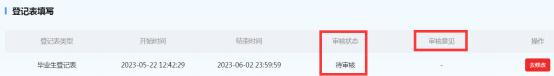 登记表填写
登记表类型 开始时间 结束时间 审核状态 审核意见 操作
毕业生登记表 2023-05-22 12:42:29 2023-06-02 23:59:59 待审核 - 去修改